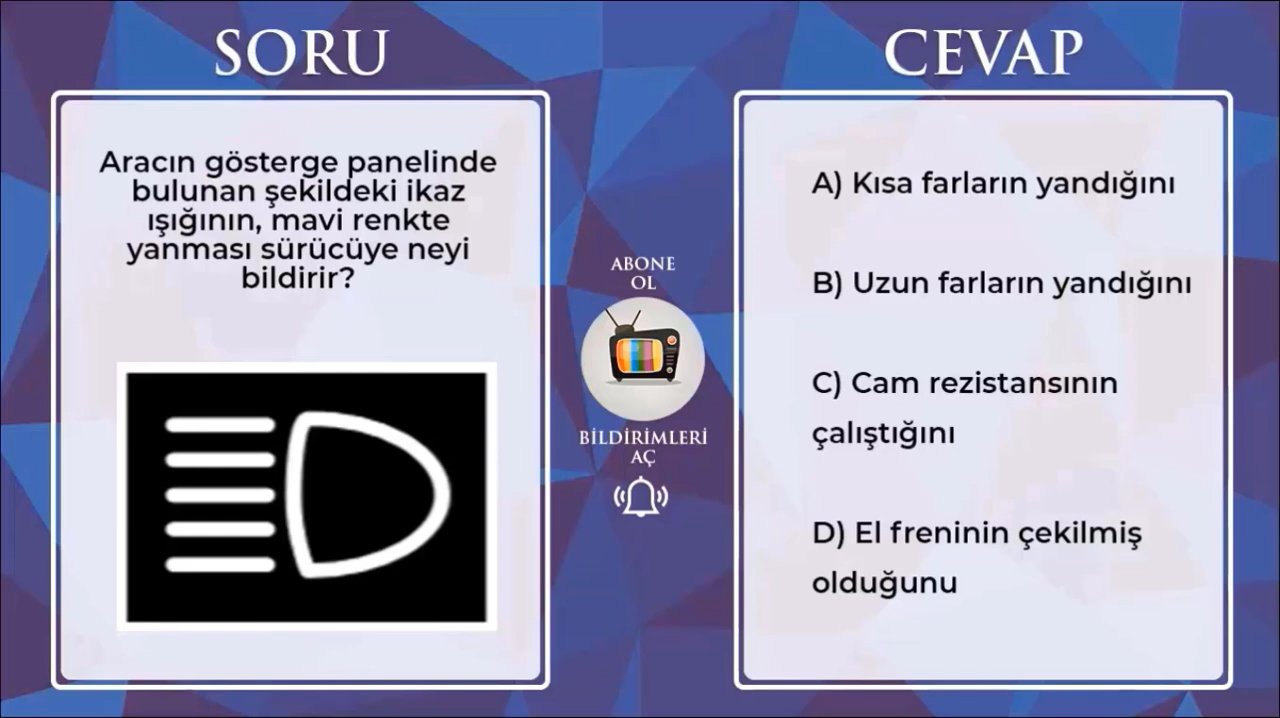 SORU
Aracın gösterge panelinde
bulunan şekildeki ikaz
ışığının, mavi renkte
yanması sürücüye neyi
bildirir?
ABONE
OL
BİLDİRİMLERİ
AÇ
CEVAP
A) Kısa farların yandığını
B) Uzun farların yandığını
C) Cam rezistansının
çalıştığını
D) El freninin çekilmiş
olduğunu